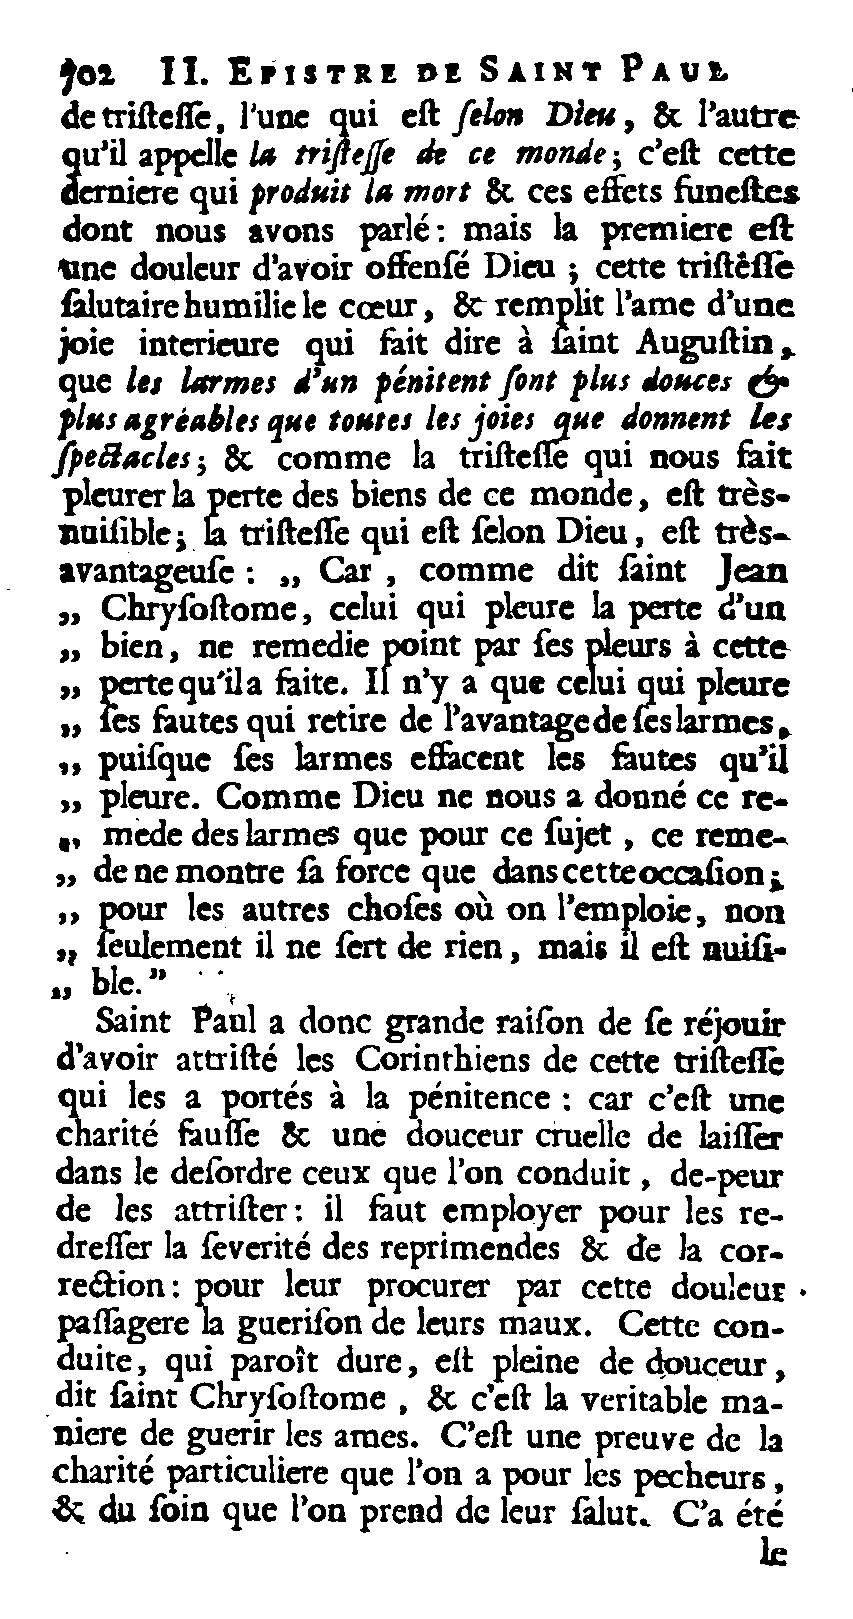 702 II. EPISTRE DE SAINT PAUL
de tristesse, l'une qui est selon Dieu, & l'autre
qu'il appelle la tristesse de ce monde; c'est cette
derniere qui produit la mort & ces effets funestes
dont nous avons parlé: mais la premiere est
une douleur d'avoir offensé Dieu; cette tristesse
salutaire humilie le cœur, & remplit l'ame d'une
joie interieure qui fait dire à saint Augustin,
que les larmes d'un pénitent sont plus douces &
plus agréables que toutes les joies que donnent les
spectacles; & comme la tristesse qui nous fait
pleurer la perte des biens de ce monde, est très-
nuisible; la tristesse qui est selon Dieu, est très-
avantageuse: ,, Car, comme dit saint Jean
,, Chrysostome, celui qui pleure la perte d'un
,, bien, ne remedie point par ses pleurs à cette
,, perte qu'il a faite. Il n'y a que celui qui pleure
,, ses fautes qui retire de l'avantage de ses larmes,
,, puisque ses larmes effacent les fautes qu'il
,, pleure. Comme Dieu ne nous a donné ce re-
,, mede des larmes que pour ce sujet, ce reme-
,, de ne montre sa force que dans cette occasion;
,, pour les autres choses où on l'emploie, non
,, seulement il ne sert de rien, mais il est nuisi-
,, ble."
Saint Paul a donc grande raison de se réjouir
d'avoir attristé les Corinthiens de cette tristesse
qui les a portés à la pénitence: car c'est une
charité fausse & une douceur cruelle de laisser
dans le desordre ceux que l'on conduit, de-peur
de les attrister: il faut employer pour les re-
dresser la severité des reprimendes & de la cor-
rection: pour leur procurer par cette douleur
passagere la guerison de leurs maux. Cette con-
duite, qui paroît dure, est pleine de douceur,
dit saint Chrysostome, & c'est la veritable ma-
niere de guerir les ames. C'est une preuve de la
charité particuliere que l'on a pour les pecheurs,
& du soin que l'on prend de leur salut. C'a été
le